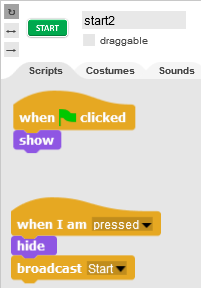 START
start2
draggable
Scripts
Costumes
Sounds
when clicked
show
when I am pressed
hide
broadcast Start